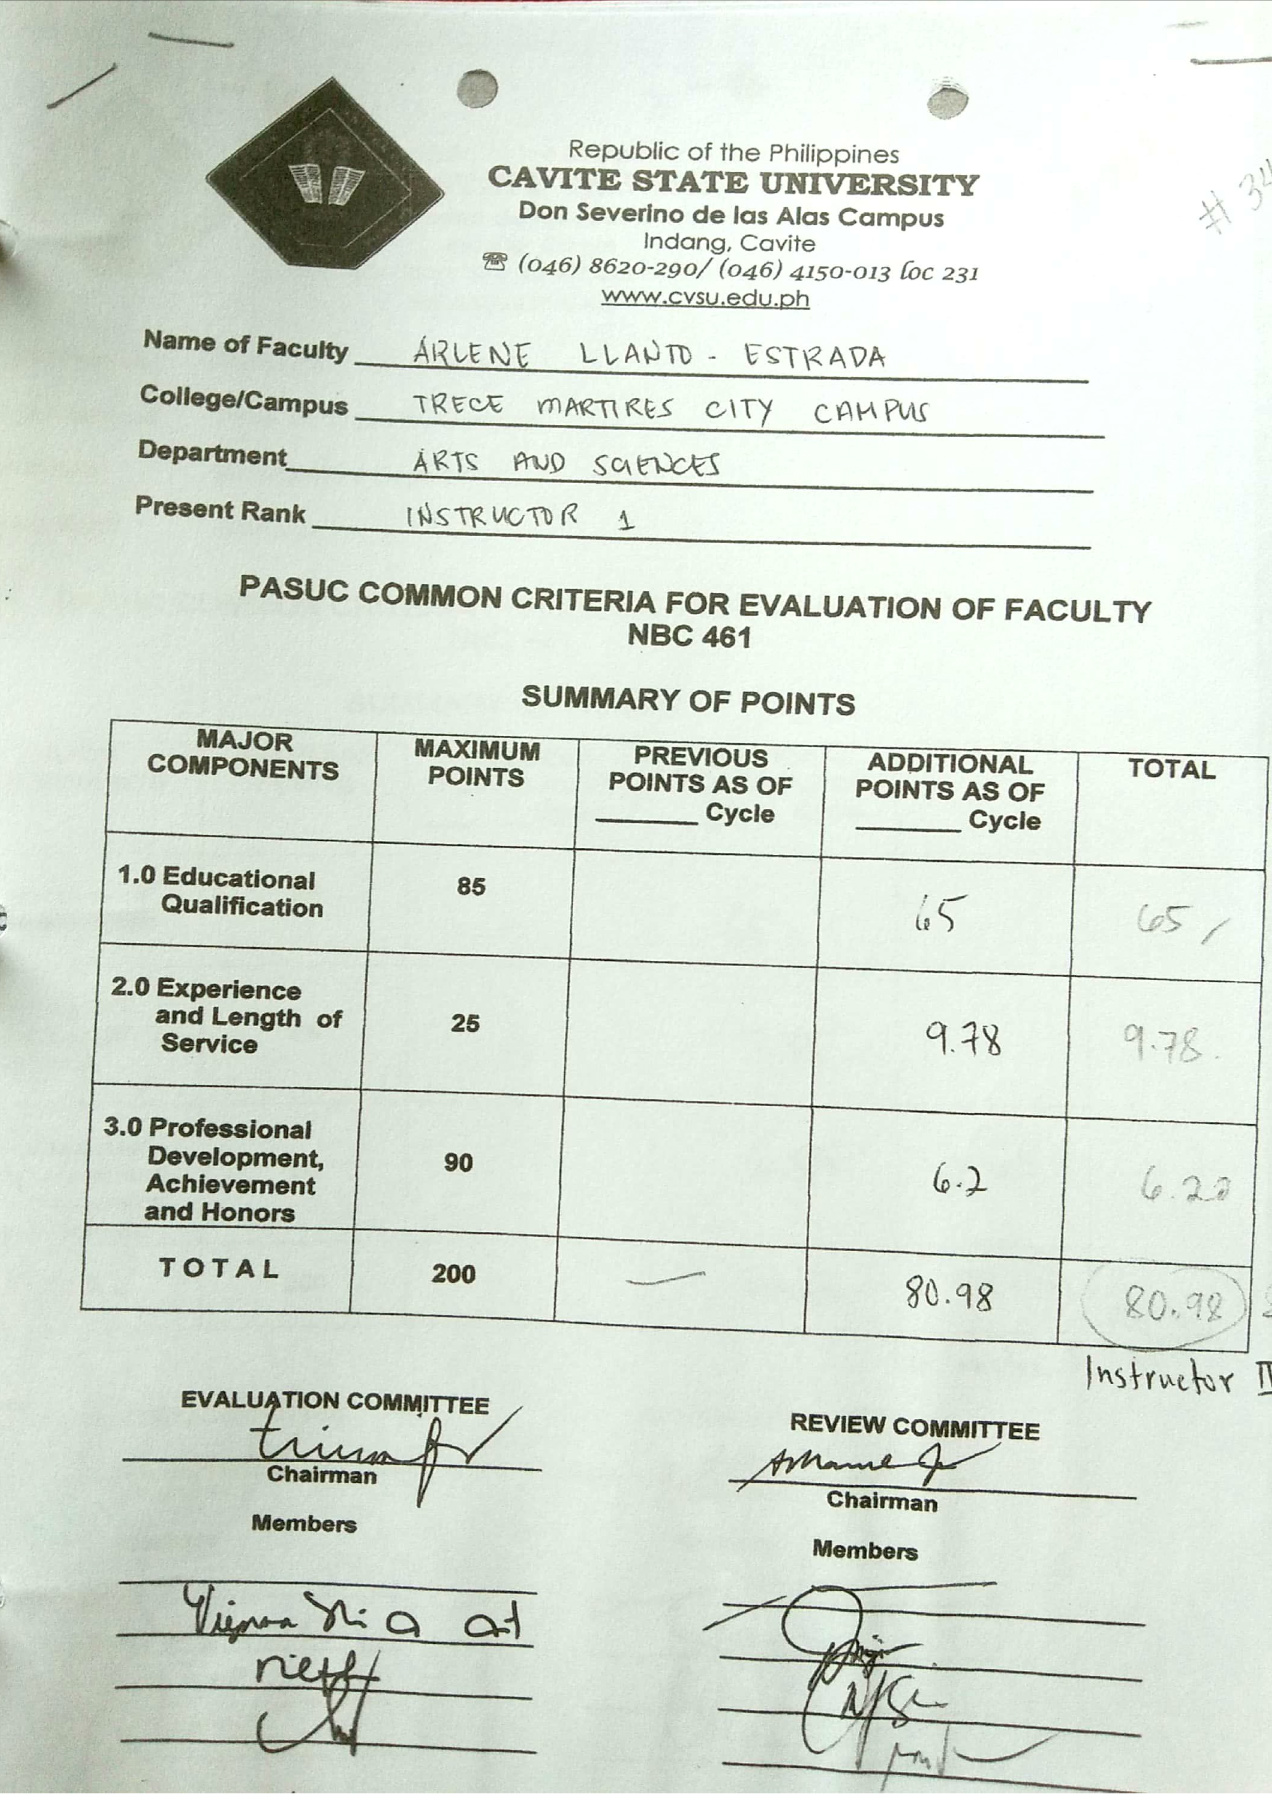 # 34
Republic of the Philippines
CAVITE STATE UNIVERSITY
Don Severino de las Alas Campus
Indang, Cavite
☏ (046) 8620-290/ (046) 4150-013 loc 231
www.cvsu.edu.ph
Name of Faculty ARLENE LLANTO - ESTRADA
College/Campus TRECE MARTIRES CITY CAMPUS
Department ARTS AND SCIENCES
Present Rank INSTRUCTOR 1
PASUC COMMON CRITERIA FOR EVALUATION OF FACULTY
NBC 461
SUMMARY OF POINTS
MAJOR COMPONENTS MAXIMUM POINTS PREVIOUS POINTS AS OF ______ Cycle ADDITIONAL POINTS AS OF ______ Cycle TOTAL
1.0 Educational Qualification 85 65 65
2.0 Experience and Length of Service 25 9.78 9.78
3.0 Professional Development, Achievement and Honors 90 6.2 6.20
TOTAL 200 — 80.98 80.98
Instructor
EVALUATION COMMITTEE
Chairman
Members
REVIEW COMMITTEE
Chairman
Members